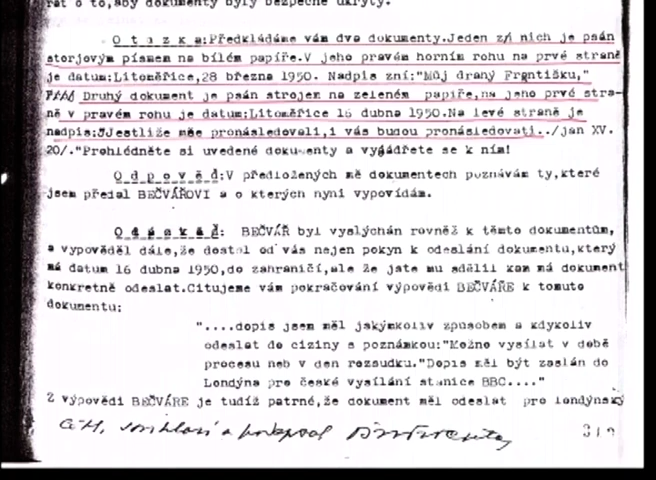 rat o to,aby dokumenty byly bezpečně ukryty.
O t á z k a:Předkládáme vám dva dokumenty.Jeden z nich je psán
storjovým písmem na bílém papíře.V jeho pravém horním rohu na prvé straně
je datum:Litoměřice,28 března 1950. Nadpis zní:"Můj drahý Františku,"
Druhý dokument je psán strojem na zeleném papíře,na jeho prvé stra-
ně v pravém rohu je datum:Litoměřice 16 dubna 1950.Na levé straně je
nadpis:JJestliže mne pronásledovali,i vás budou pronásledovati../jan XV.
20/."Prohlédněte si uvedené dokumenty a vyjádřete se k nim!
O d p o v ě d:V předložených mě dokumentech poznávám ty,které
jsem předal BEČVÁŘOVI a o kterých nyní vypovídám.
O t á z k a: BEČVÁŘ byl vyslýchán rovněž k těmto dokumentům,
a vypověděl dále,že dostal od vás nejen pokyn k odeslání dokumentu,který
má datum 16 dubna 1950,do zahraničí,ale že jste mu sdělil kam má dokument
konkretně odeslat.Citujeme vám pokračování výpovědi BEČVÁŘE k tomuto
dokumentu:
"....dopis jsem měl jakýmkoliv způsobem a kdykoliv
odeslat do ciziny s poznámkou:"Možno vysílat v době
procesu neb v den rozsudku."Dopis měl být zaslán do
Londýna pro české vysílání stanice BBC...."
Z výpovědi BEČVÁŘE je tudíž patrné,že dokument měl odeslat pro londýnský
souhlasí a podepsal